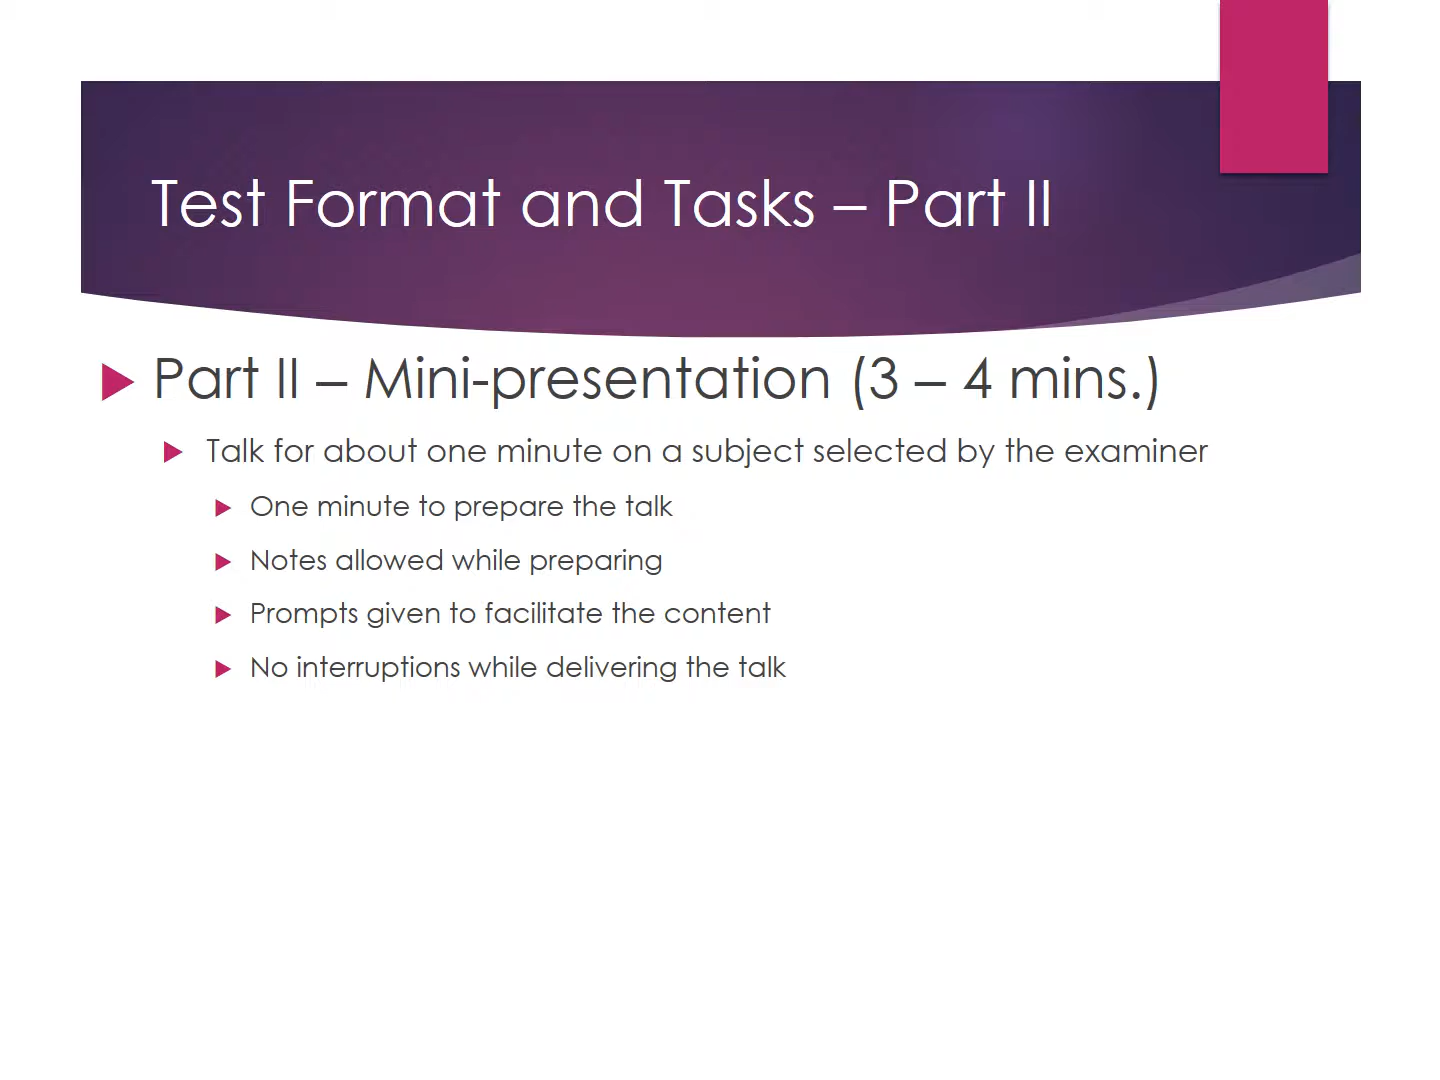 Test Format and Tasks – Part II
Part II – Mini-presentation (3 – 4 mins.)
Talk for about one minute on a subject selected by the examiner
One minute to prepare the talk
Notes allowed while preparing
Prompts given to facilitate the content
No interruptions while delivering the talk